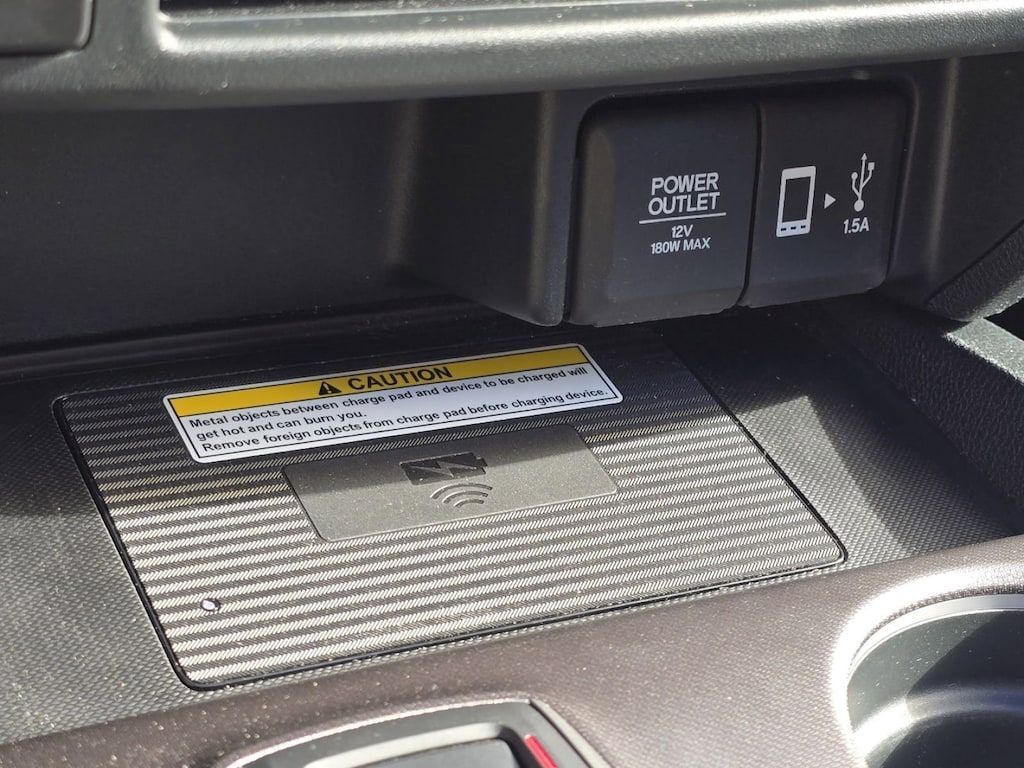 POWER
OUTLET
12V
180W MAX
1.5A
CAUTION
Metal objects between charge pad and device to be charged will
get hot and can burn you.
Remove foreign objects from charge pad before charging device.